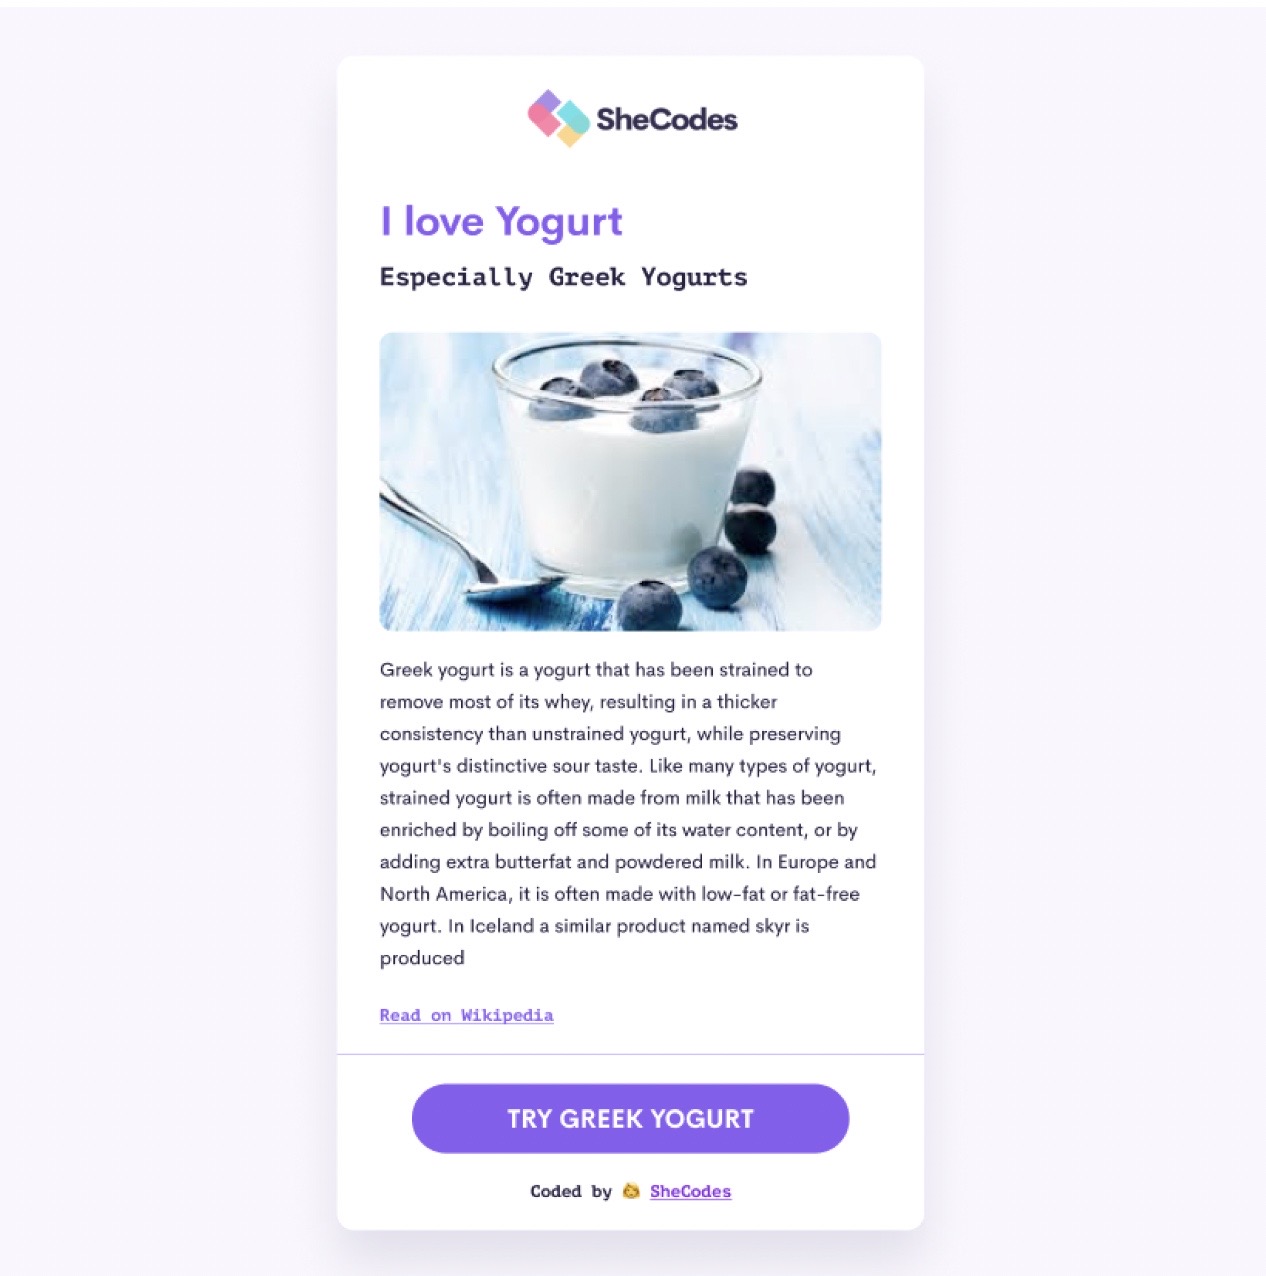 SheCodes
I love Yogurt
Especially Greek Yogurts
Greek yogurt is a yogurt that has been strained to
remove most of its whey, resulting in a thicker
consistency than unstrained yogurt, while preserving
yogurt's distinctive sour taste. Like many types of yogurt,
strained yogurt is often made from milk that has been
enriched by boiling off some of its water content, or by
adding extra butterfat and powdered milk. In Europe and
North America, it is often made with low-fat or fat-free
yogurt. In Iceland a similar product named skyr is
produced
Read on Wikipedia
TRY GREEK YOGURT
Coded by 👩 SheCodes